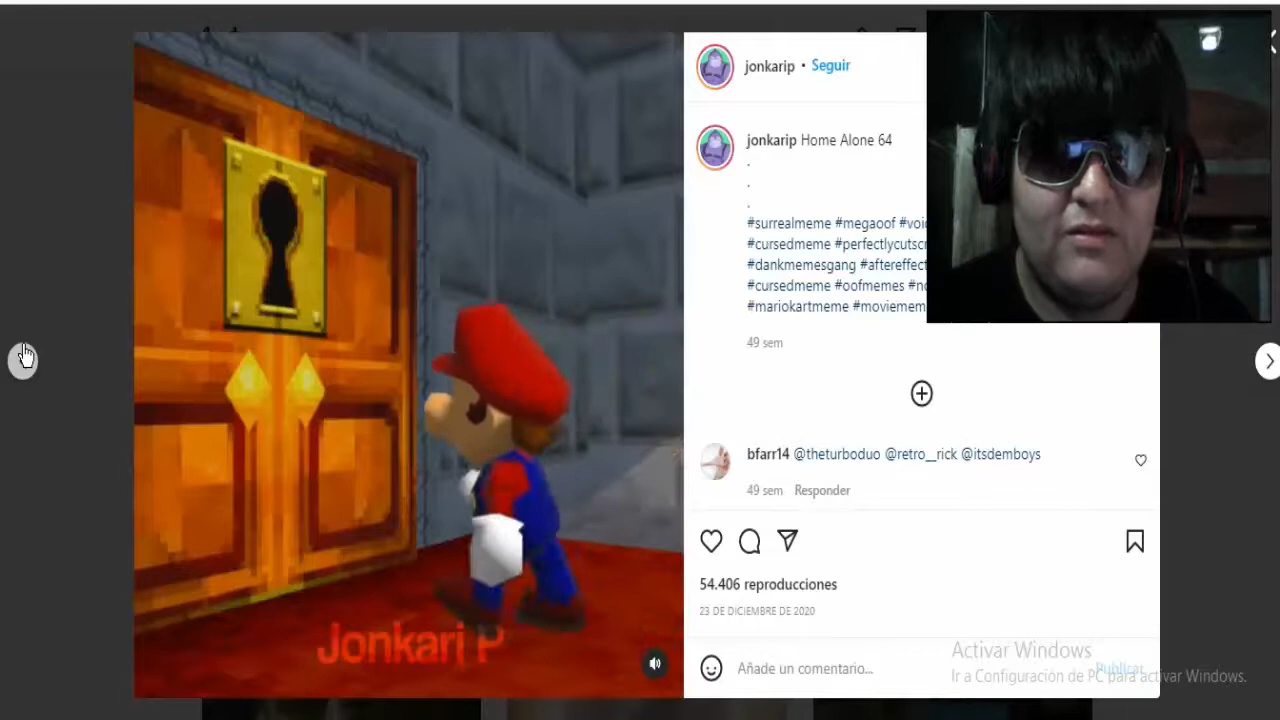 jonkarip • Seguir
jonkarip Home Alone 64
.
.
.
#surrealmeme #megaoof
#cursedmeme
#dankmemesgang
#cursedmeme #oofmemes
#mariokartmeme
49 sem
bfarr14 @theturboduo @retro__rick @itsdemboys
49 sem Responder
54.406 reproducciones
23 DE DICIEMBRE DE 2020
Añade un comentario...
Publicar
Jonkari P
Activar Windows
Ir a Configuración de PC para activar Windows.